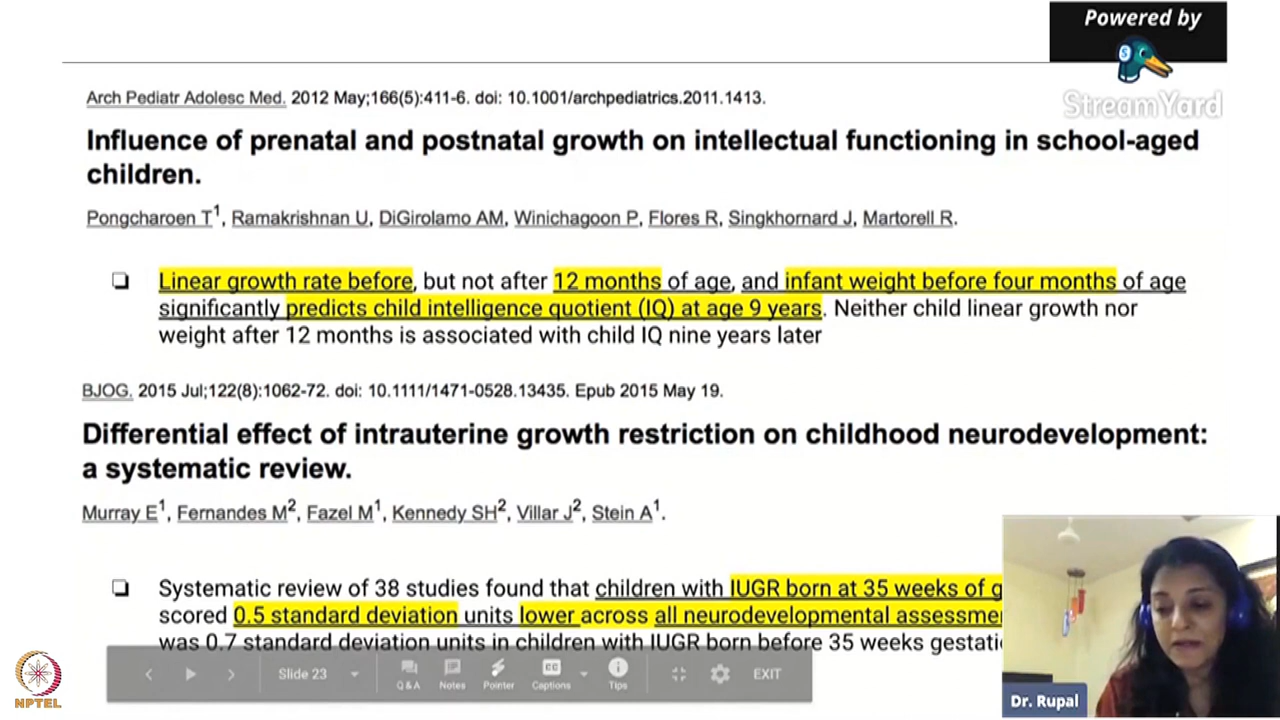 Powered by
StreamYard
Arch Pediatr Adolesc Med. 2012 May;166(5):411-6. doi: 10.1001/archpediatrics.2011.1413.
Influence of prenatal and postnatal growth on intellectual functioning in school-aged
children.
Pongcharoen T1, Ramakrishnan U, DiGirolamo AM, Winichagoon P, Flores R, Singkhornard J, Martorell R.
Linear growth rate before, but not after 12 months of age, and infant weight before four months of age
significantly predicts child intelligence quotient (IQ) at age 9 years. Neither child linear growth nor
weight after 12 months is associated with child IQ nine years later
BJOG. 2015 Jul;122(8):1062-72. doi: 10.1111/1471-0528.13435. Epub 2015 May 19.
Differential effect of intrauterine growth restriction on childhood neurodevelopment:
a systematic review.
Murray E1, Fernandes M2, Fazel M1, Kennedy SH2, Villar J2, Stein A1.
Systematic review of 38 studies found that children with IUGR born at 35 weeks of
scored 0.5 standard deviation units lower across all neurodevelopmental
was 0.7 standard deviation units in children with IUGR born before 35 weeks
Slide 23
Q&A
Notes
Pointer
CC
Captions
Tips
EXIT
NPTEL
Dr. Rupal